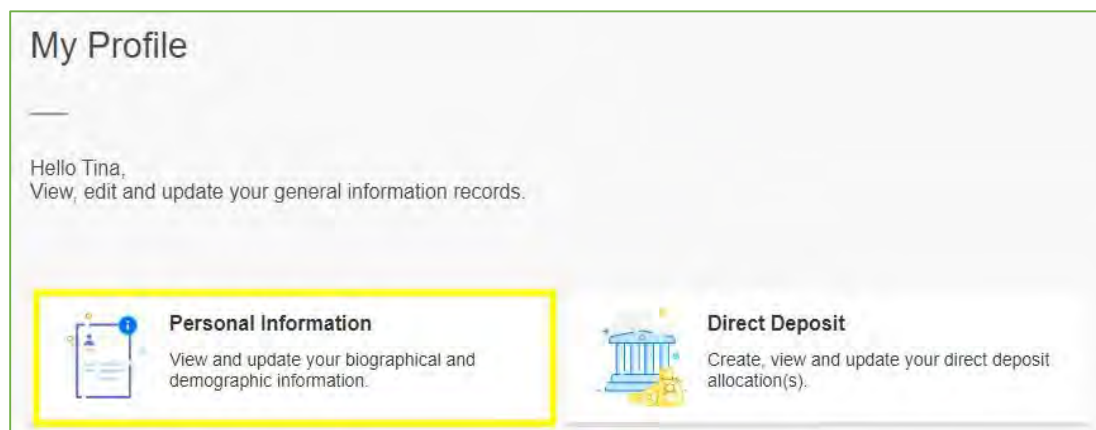 My Profile
Hello Tina,
View, edit and update your general information records.
Personal Information
View and update your biographical and
demographic information.
Direct Deposit
Create, view and update your direct deposit
allocation(s).